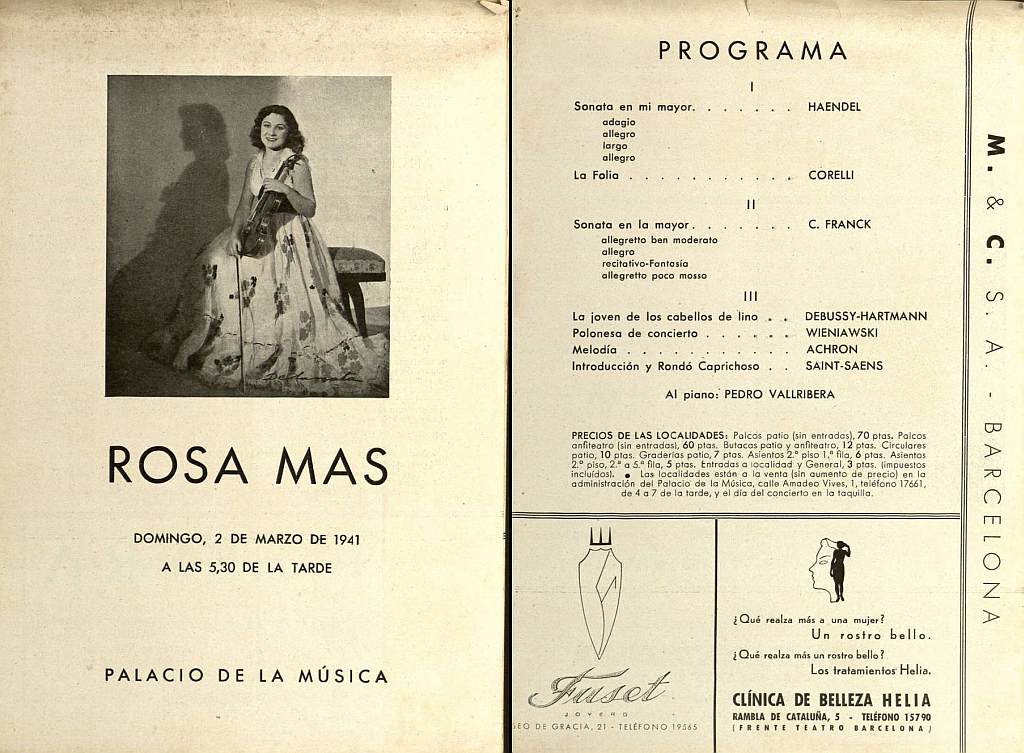 ROSA MAS
DOMINGO, 2 DE MARZO DE 1941
A LAS 5,30 DE LA TARDE
PALACIO DE LA MÚSICA
PROGRAMA
I
Sonata en mi mayor. . . . . . . HAENDEL
adagio
allegro
largo
allegro
La Folia . . . . . . . . . . . CORELLI
II
Sonata en la mayor. . . . . . . C. FRANCK
allegretto ben moderato
allegro
recitativo-Fantasía
allegretto poco mosso
III
La joven de los cabellos de lino . . DEBUSSY-HARTMANN
Polonesa de concierto . . . . . . WIENIAWSKI
Melodía . . . . . . . . . . . ACHRON
Introducción y Rondó Caprichoso . . SAINT-SAENS
Al piano: PEDRO VALLRIBERA
PRECIOS DE LAS LOCALIDADES: Palcos patio (sin entradas), 70 ptas. Palcos
anfiteatro (sin entradas), 60 ptas. Butacas patio y anfiteatro, 12 ptas. Circulares
patio, 10 ptas. Graderías patio, 7 ptas. Asientos 2.º piso 1.ª fila, 6 ptas. Asientos
2.º piso, 2.ª a 5.ª fila, 5 ptas. Entradas a localidad y General, 3 ptas. (impuestos
incluidos). • Las localidades están a la venta (sin aumento de precio) en la
administración del Palacio de la Música, calle Amadeo Vives, 1, teléfono 17661,
de 4 a 7 de la tarde, y el día del concierto en la taquilla.
Fuset
JOYERO
SEO DE GRACIA, 21 - TELÉFONO 19565
¿Qué realza más a una mujer?
Un rostro bello.
¿Qué realza más un rostro bello?
Los tratamientos Helia.
CLÍNICA DE BELLEZA HELIA
RAMBLA DE CATALUÑA, 5 - TELÉFONO 15790
(FRENTE TEATRO BARCELONA)
M. & C. S. A. - BARCELONA